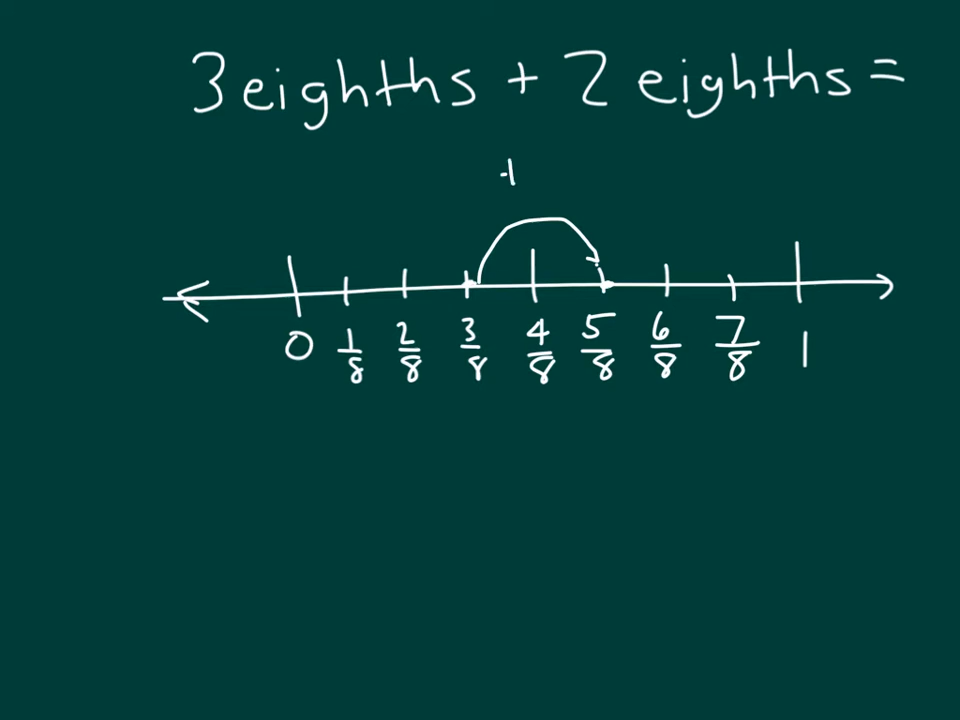 3 eighths + 2 eighths =
+
0 1/8 2/8 3/8 4/8 5/8 6/8 7/8 1